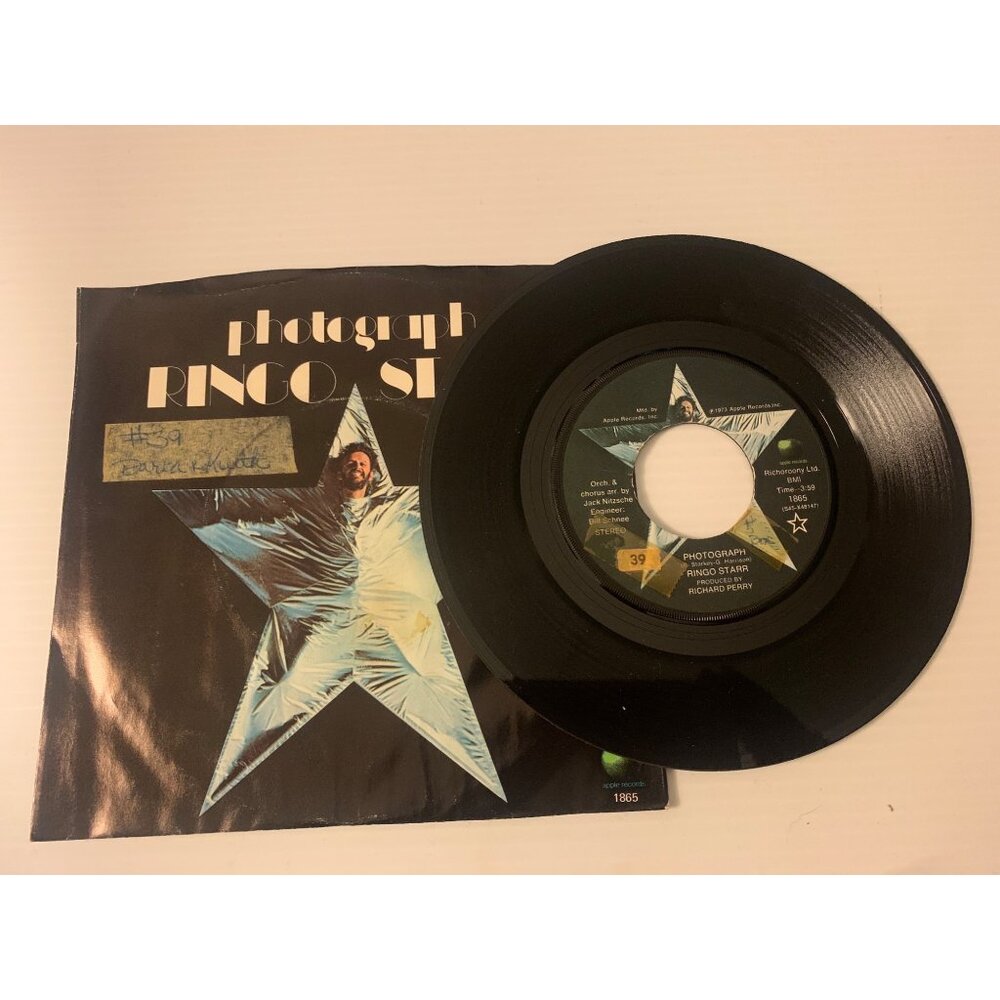 photograph
RINGO ST
#39
apple records
1865
Mfd. by
Apple Records, Inc.
℗ 1973 Apple Records, Inc.
apple records
Orch. &
chorus arr. by
Jack Nitzsche
Engineer:
Bill Schnee
STEREO
Richoroony Ltd.
BMI
Time-3:59
1865
(S45-X48147)
39
PHOTOGRAPH
(R. Starkey-G. Harrison)
RINGO STARR
PRODUCED BY
RICHARD PERRY